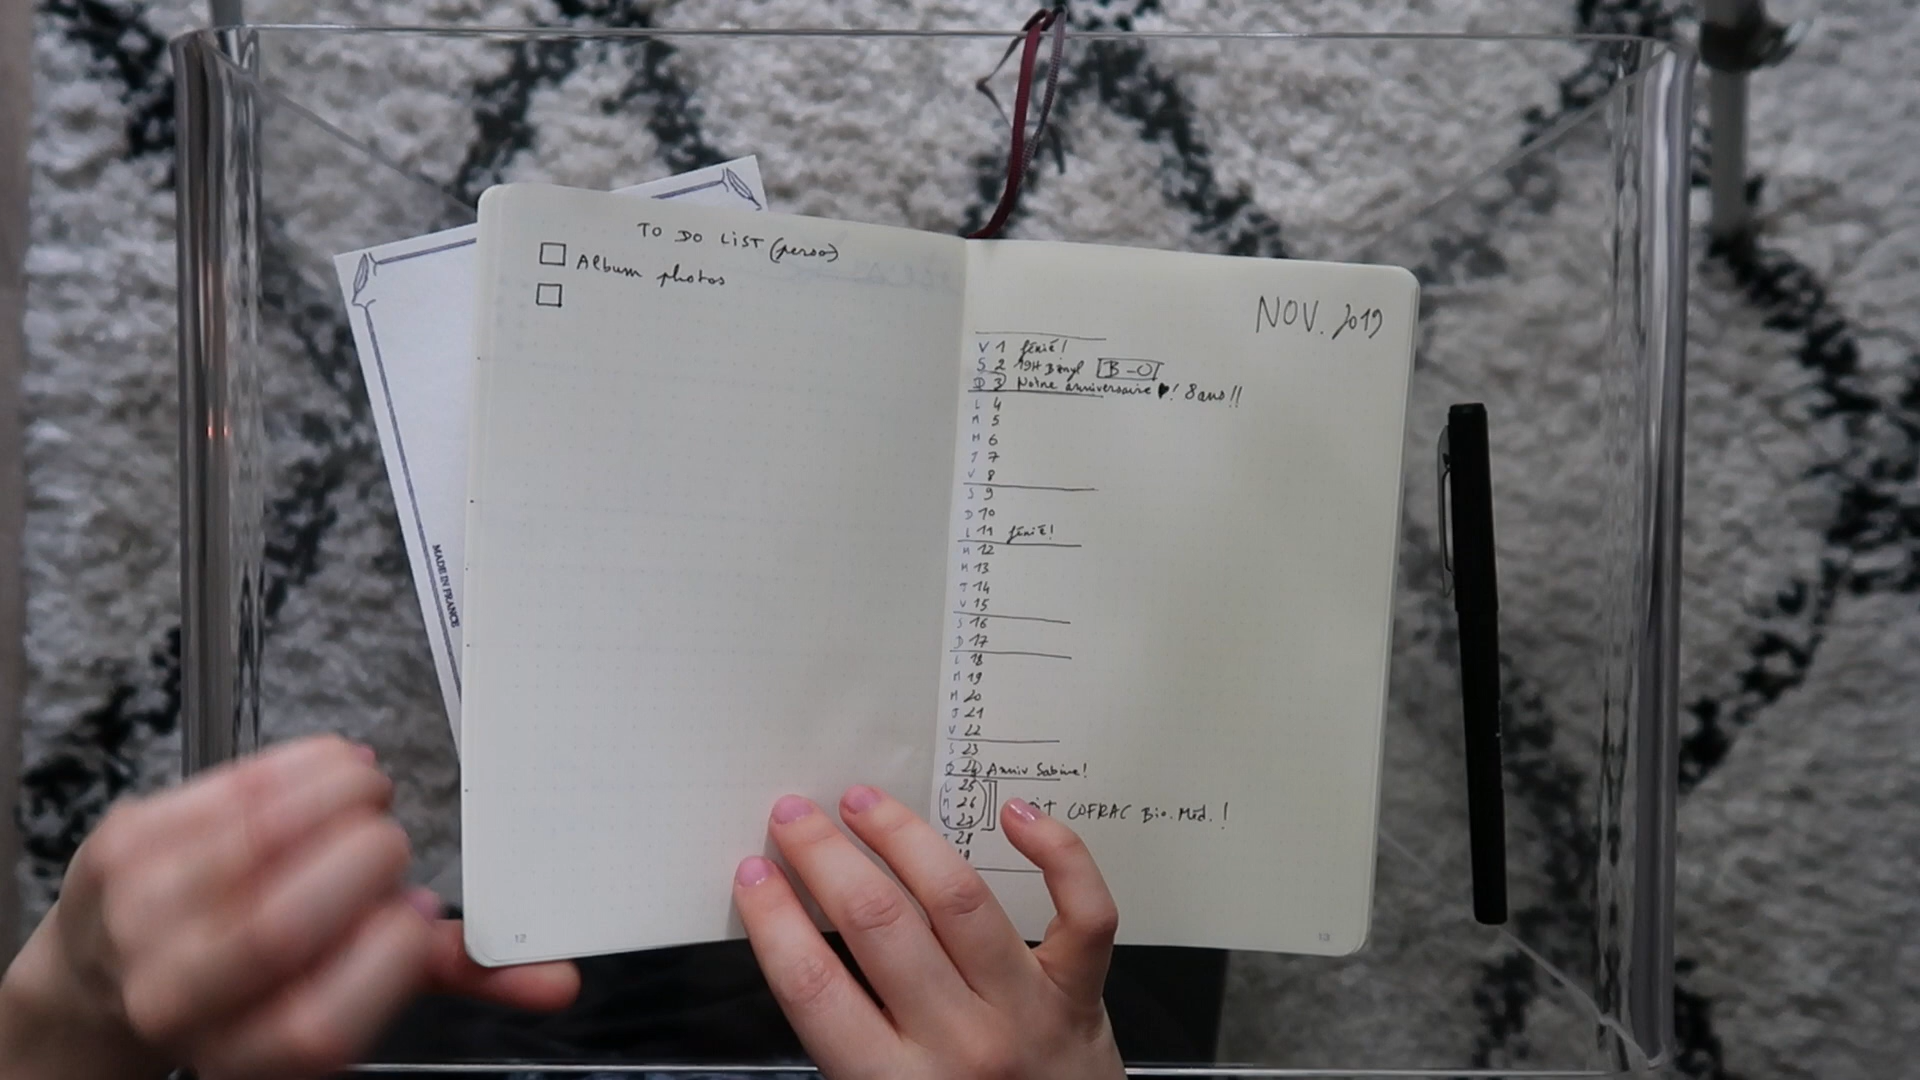 TO DO LIST (perso)
Album photos
MADE IN FRANCE
12
NOV. 2019
V 1 férié!
S 2 19H Béryl B-O
D 3 Notre anniversaire ♥! 8 ans!!
L 4
M 5
M 6
J 7
V 8
S 9
D 10
L 11 férié!
M 12
M 13
J 14
V 15
S 16
D 17
L 18
M 19
M 20
J 21
V 22
S 23
D 24 Anniv Sabine!
L 25
M 26 COFRAC Bio. Med. !
M 27
J 28
13